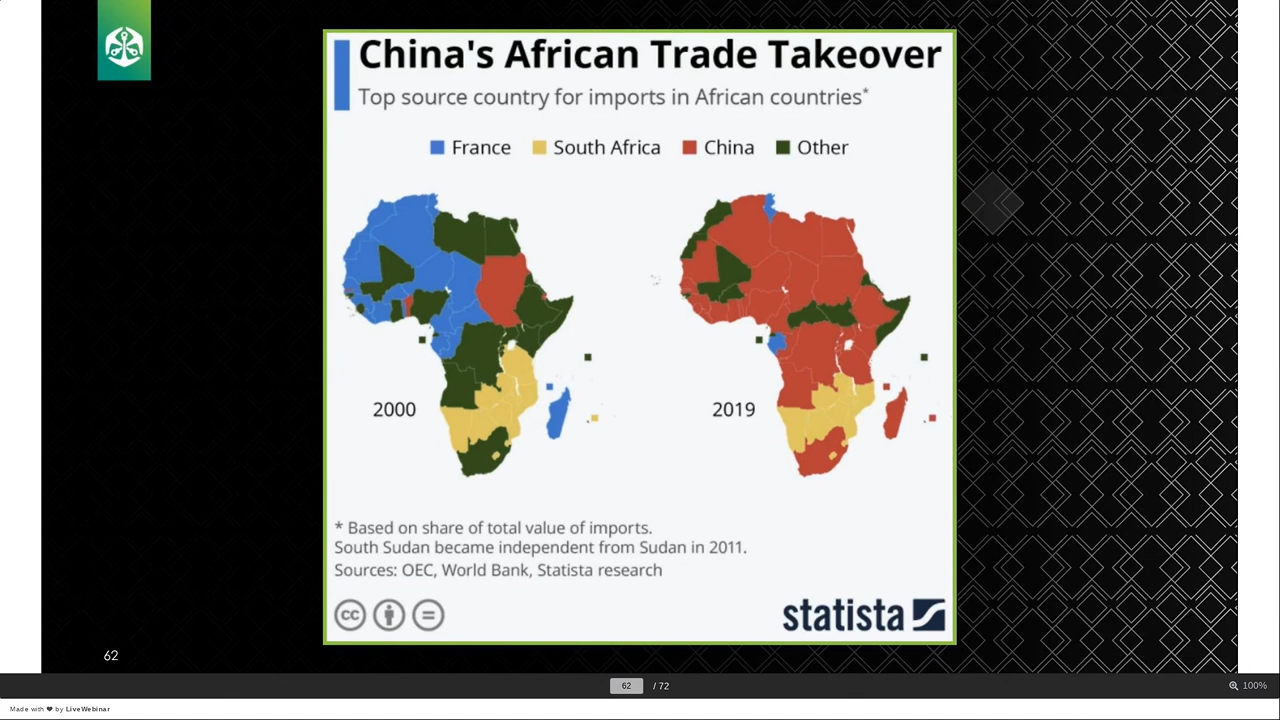 China's African Trade Takeover
Top source country for imports in African countries*
France South Africa China Other
2000 2019
* Based on share of total value of imports.
South Sudan became independent from Sudan in 2011.
Sources: OEC, World Bank, Statista research
cc
statista
62
62 / 72 100%
Made with ❤ by LiveWebinar